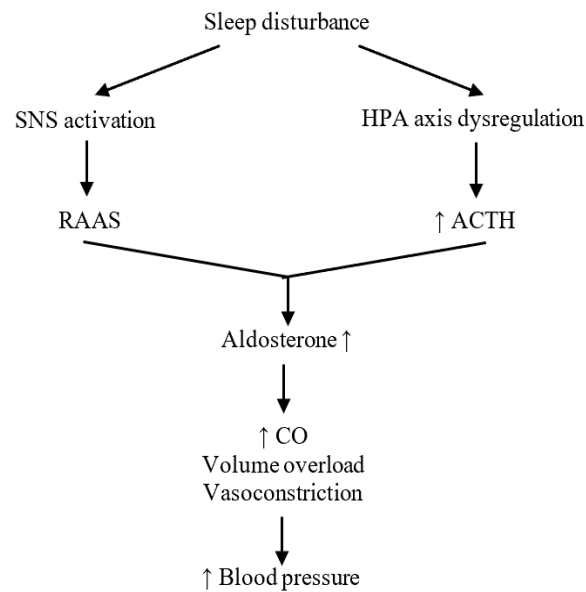 Sleep disturbance
SNS activation
HPA axis dysregulation
RAAS
↑ ACTH
Aldosterone ↑
↑ CO
Volume overload
Vasoconstriction
↑ Blood pressure